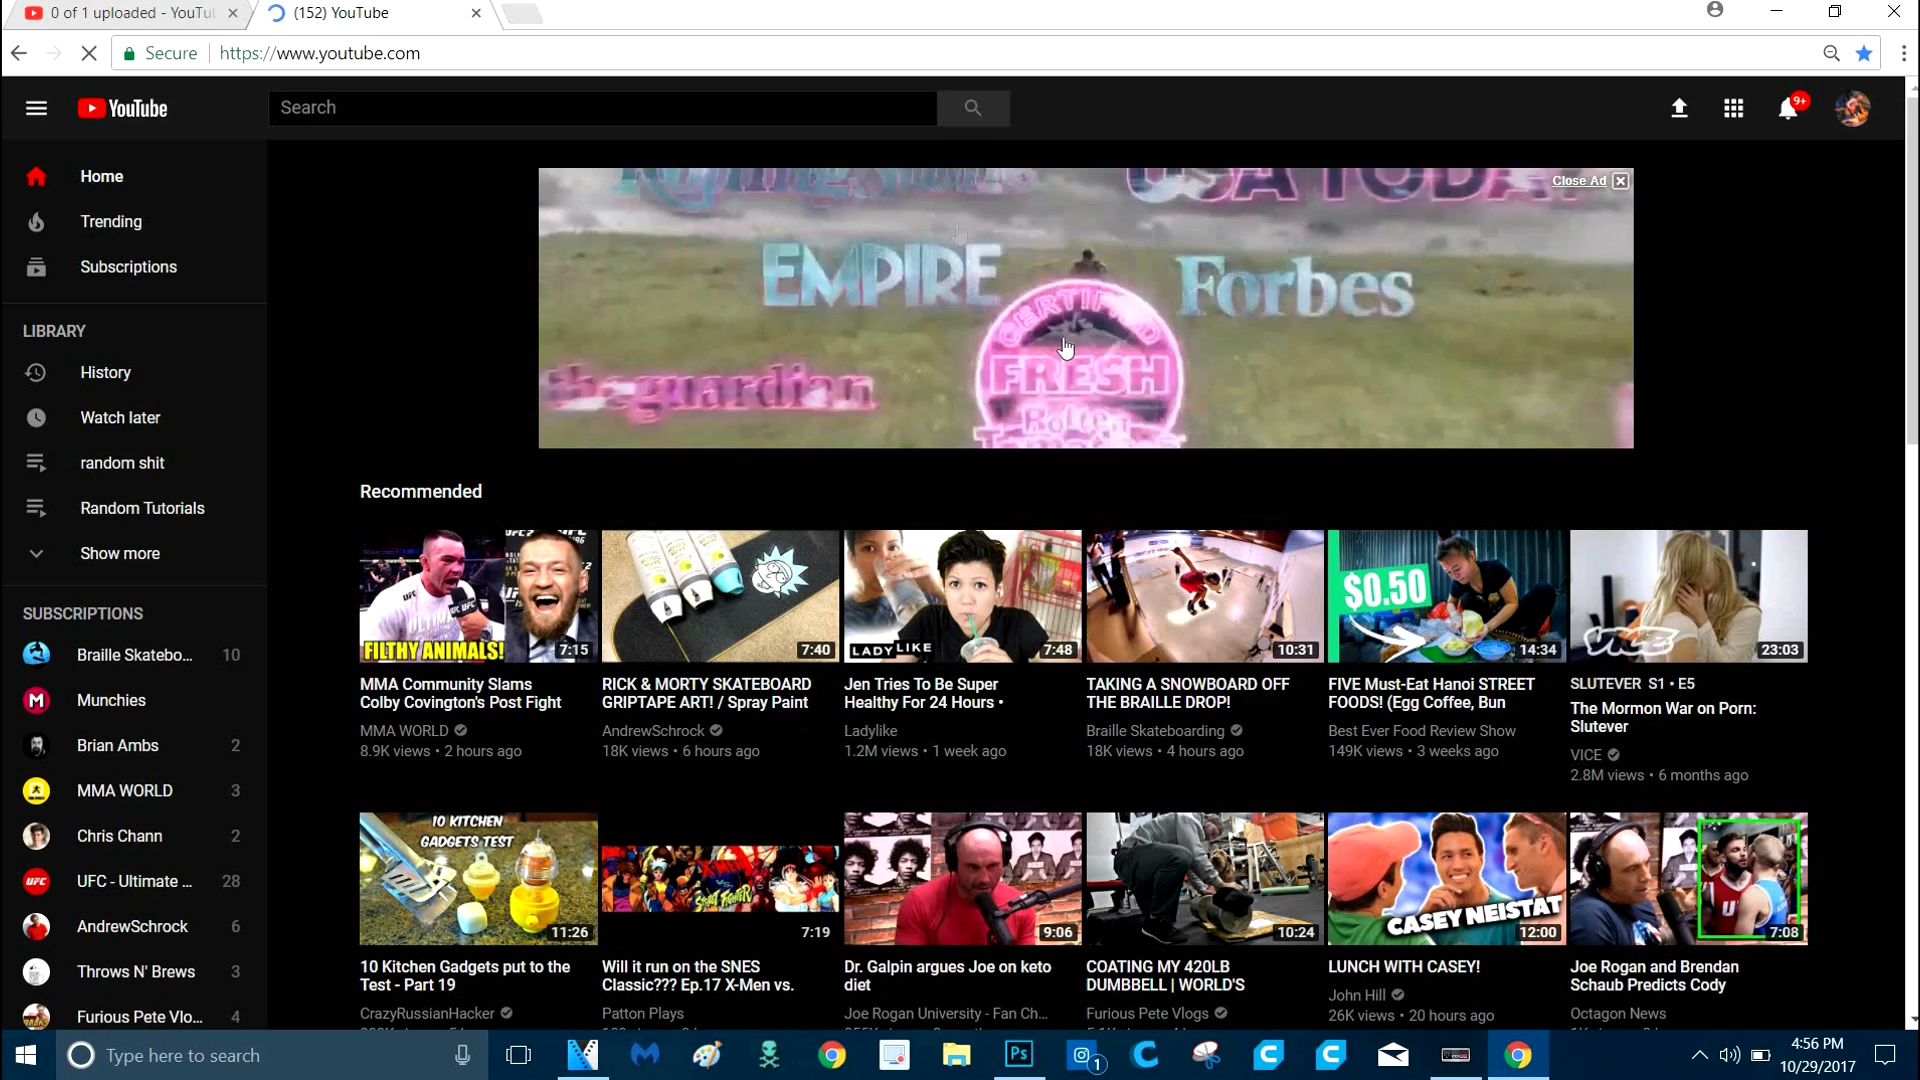 0 of 1 uploaded - YouTu
(152) YouTube
Secure
https://www.youtube.com
YouTube
Search
9+
Home
Trending
Subscriptions
LIBRARY
History
Watch later
random shit
Random Tutorials
Show more
SUBSCRIPTIONS
Braille Skatebo... 10
Munchies
Brian Ambs 2
MMA WORLD 3
Chris Chann 2
UFC - Ultimate ... 28
AndrewSchrock 6
Throws N' Brews 3
Furious Pete Vlo... 4
USA TODAY
Close Ad
EMPIRE
Forbes
CERTIFIED
FRESH
Rotten
theguardian
Recommended
FILTHY ANIMALS!
7:15
7:40
LADYLIKE
7:48
10:31
$0.50
14:34
VICE
23:03
MMA Community Slams
Colby Covington's Post Fight
MMA WORLD
8.9K views • 2 hours ago
RICK & MORTY SKATEBOARD
GRIPTAPE ART! / Spray Paint
AndrewSchrock
18K views • 6 hours ago
Jen Tries To Be Super
Healthy For 24 Hours •
Ladylike
1.2M views • 1 week ago
TAKING A SNOWBOARD OFF
THE BRAILLE DROP!
Braille Skateboarding
18K views • 4 hours ago
FIVE Must-Eat Hanoi STREET
FOODS! (Egg Coffee, Bun
Best Ever Food Review Show
149K views • 3 weeks ago
SLUTEVER S1 • E5
The Mormon War on Porn:
Slutever
VICE
2.8M views • 6 months ago
10 KITCHEN
GADGETS TEST
11:26
STREET FIGHTER
7:19
9:06
10:24
CASEY NEISTAT
12:00
7:08
10 Kitchen Gadgets put to the
Test - Part 19
CrazyRussianHacker
Will it run on the SNES
Classic??? Ep.17 X-Men vs.
Patton Plays
Dr. Galpin argues Joe on keto
diet
Joe Rogan University - Fan Ch...
COATING MY 420LB
DUMBBELL | WORLD'S
Furious Pete Vlogs
LUNCH WITH CASEY!
John Hill
26K views • 20 hours ago
Joe Rogan and Brendan
Schaub Predicts Cody
Octagon News
Type here to search
Ps
1
4:56 PM
10/29/2017